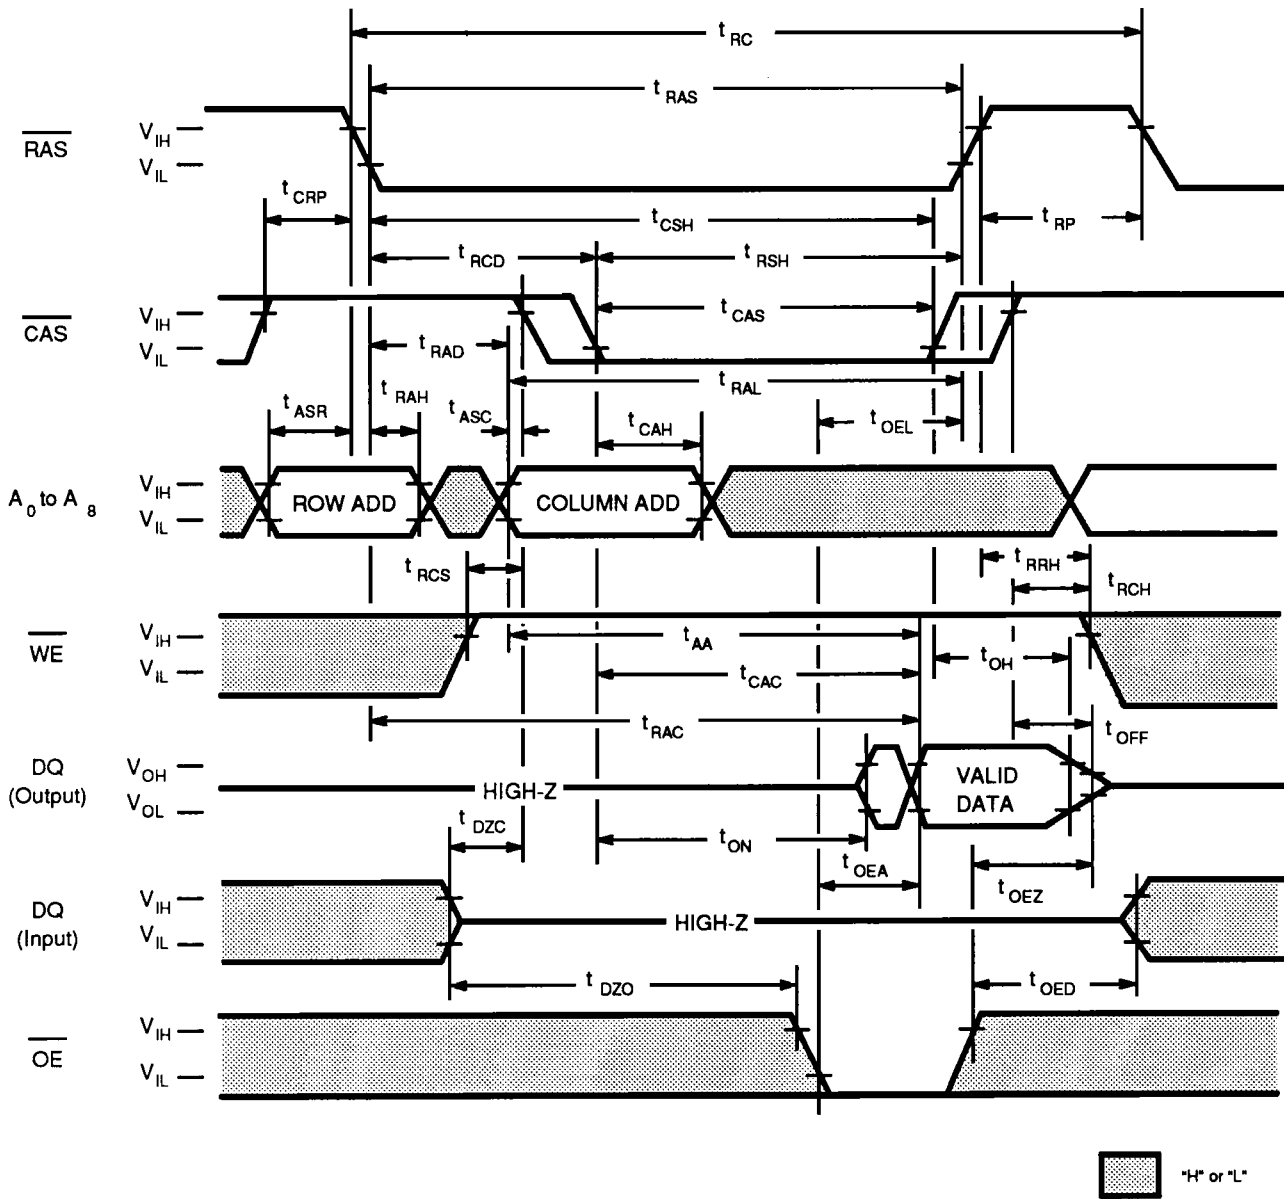 t RC
t RAS
RAS
V IH
V IL
t CRP
t CSH
t RP
t RCD
t RSH
CAS
V IH
V IL
t CAS
t RAD
t RAL
t ASR
t RAH
t ASC
t CAH
t OEL
A 0 to A 8
V IH
V IL
ROW ADD
COLUMN ADD
t RCS
t RRH
t RCH
WE
V IH
V IL
t AA
t OH
t CAC
t RAC
t OFF
DQ
(Output)
V OH
V OL
HIGH-Z
VALID
DATA
t DZC
t ON
t OEA
t OEZ
DQ
(Input)
V IH
V IL
HIGH-Z
t DZO
t OED
OE
V IH
V IL
"H" or "L"